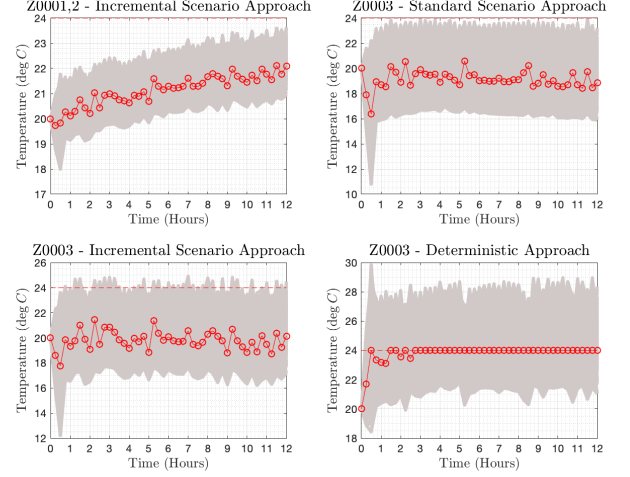 Z0001,2 - Incremental Scenario Approach
Temperature (deg C)
24
23
22
21
20
19
18
17
0 1 2 3 4 5 6 7 8 9 10 11 12
Time (Hours)
Z0003 - Standard Scenario Approach
Temperature (deg C)
24
22
20
18
16
14
12
10
0 1 2 3 4 5 6 7 8 9 10 11 12
Time (Hours)
Z0003 - Incremental Scenario Approach
Temperature (deg C)
26
24
22
20
18
16
14
12
0 1 2 3 4 5 6 7 8 9 10 11 12
Time (Hours)
Z0003 - Deterministic Approach
Temperature (deg C)
30
28
26
24
22
20
18
0 1 2 3 4 5 6 7 8 9 10 11 12
Time (Hours)